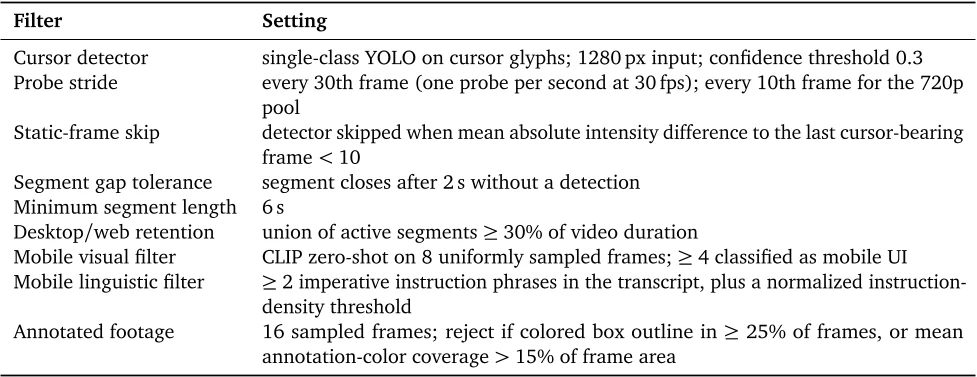 Filter Setting
Cursor detector single-class YOLO on cursor glyphs; 1280 px input; confidence threshold 0.3
Probe stride every 30th frame (one probe per second at 30 fps); every 10th frame for the 720p
pool
Static-frame skip detector skipped when mean absolute intensity difference to the last cursor-bearing
frame < 10
Segment gap tolerance segment closes after 2 s without a detection
Minimum segment length 6 s
Desktop/web retention union of active segments ≥ 30% of video duration
Mobile visual filter CLIP zero-shot on 8 uniformly sampled frames; ≥ 4 classified as mobile UI
Mobile linguistic filter ≥ 2 imperative instruction phrases in the transcript, plus a normalized instruction-
density threshold
Annotated footage 16 sampled frames; reject if colored box outline in ≥ 25% of frames, or mean
annotation-color coverage > 15% of frame area